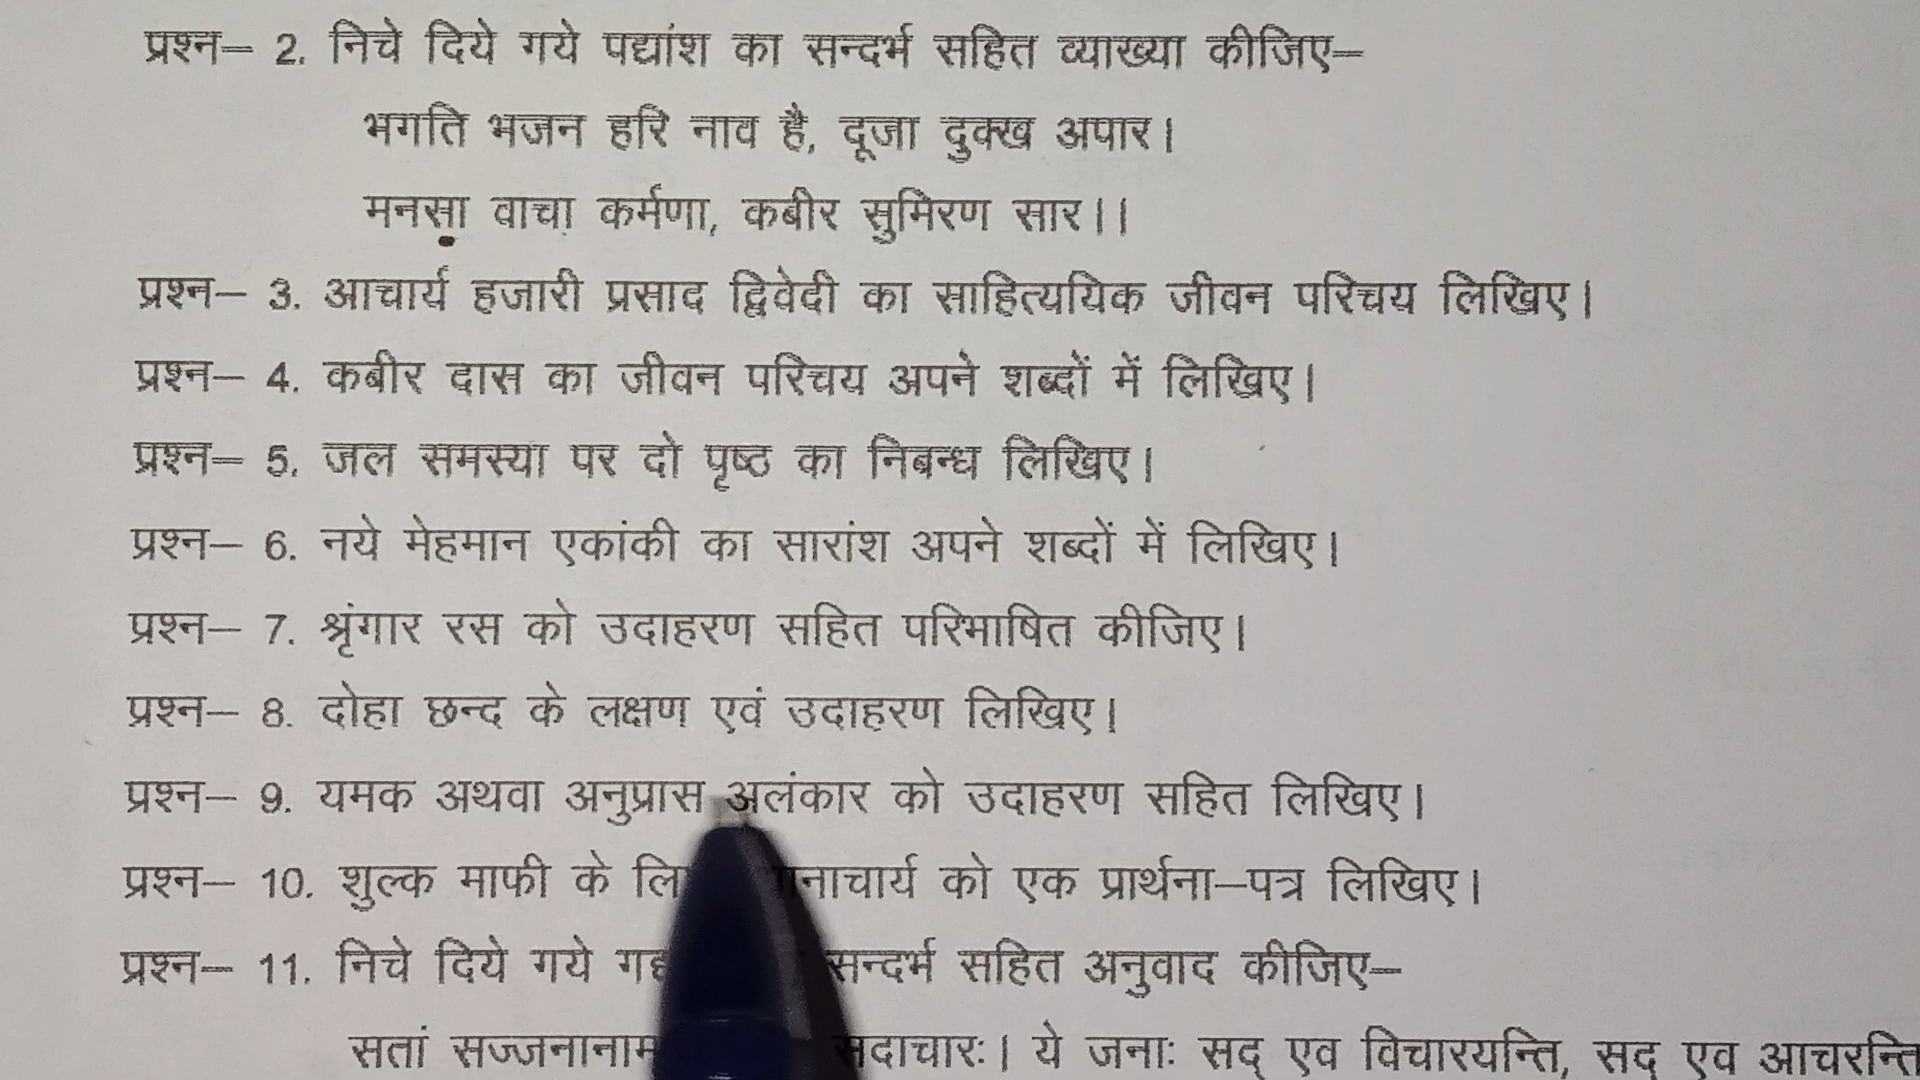 प्रश्न– 2. निचे दिये गये पद्यांश का सन्दर्भ सहित व्याख्या कीजिए–
भगति भजन हरि नाव है, दूजा दुक्ख अपार।
मनसा वाचा कर्मणा, कबीर सुमिरण सार।।
प्रश्न– 3. आचार्य हजारी प्रसाद द्विवेदी का साहित्ययिक जीवन परिचय लिखिए।
प्रश्न– 4. कबीर दास का जीवन परिचय अपने शब्दों में लिखिए।
प्रश्न– 5. जल समस्या पर दो पृष्ठ का निबन्ध लिखिए।
प्रश्न– 6. नये मेहमान एकांकी का सारांश अपने शब्दों में लिखिए।
प्रश्न– 7. श्रृंगार रस को उदाहरण सहित परिभाषित कीजिए।
प्रश्न– 8. दोहा छन्द के लक्षण एवं उदाहरण लिखिए।
प्रश्न– 9. यमक अथवा अनुप्रास अलंकार को उदाहरण सहित लिखिए।
प्रश्न– 10. शुल्क माफी के को एक प्रार्थना–पत्र लिखिए।
प्रश्न– 11. निचे दिये गये सन्दर्भ सहित अनुवाद कीजिए–
सतां सदाचारः। ये जनाः सद् एव विचारयन्ति, सद् एव आचरन्ति